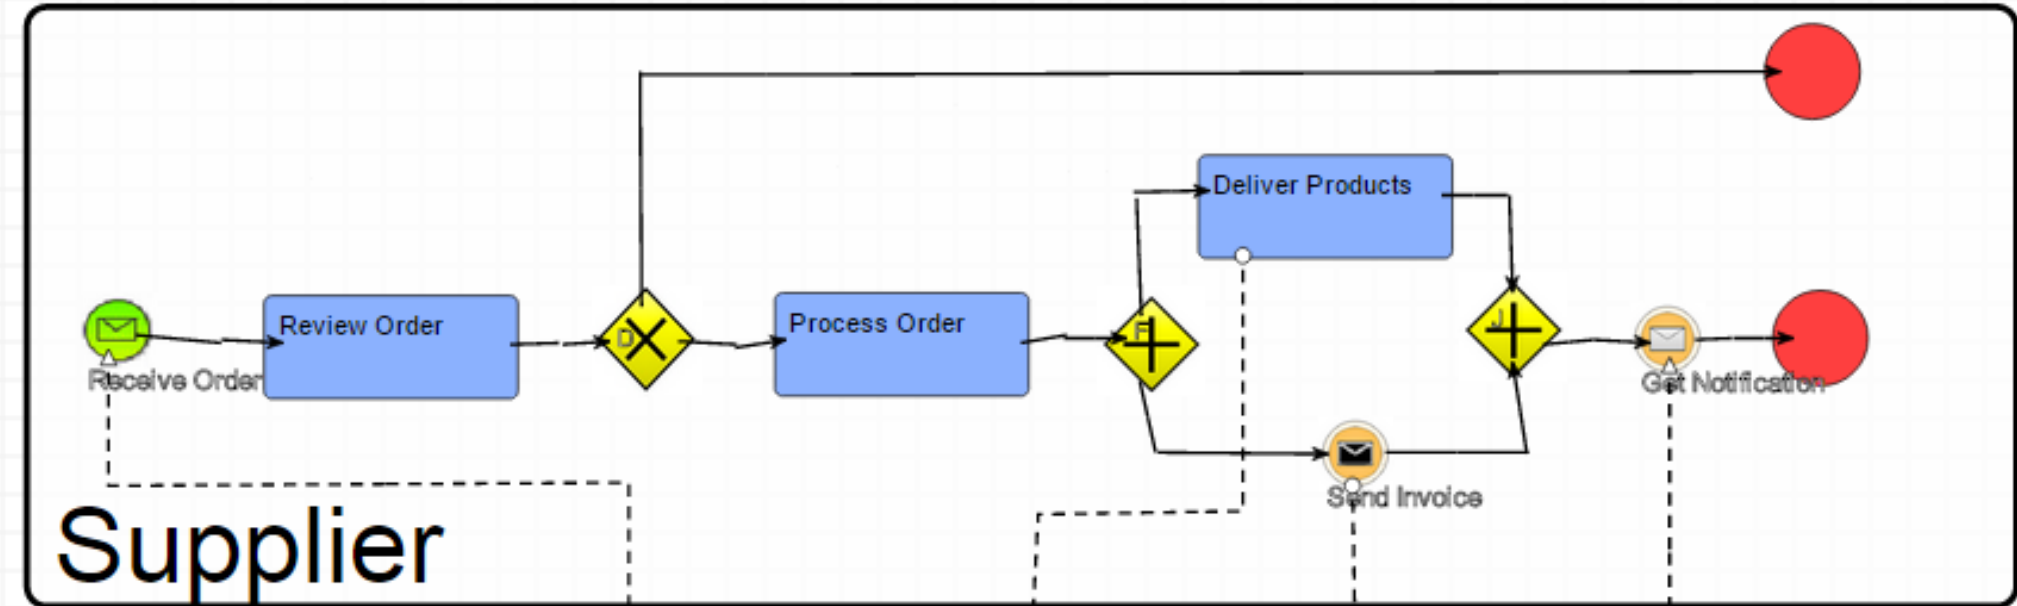 Deliver Products
Receive Order
Review Order
D
Process Order
F
J
Get Notification
Send Invoice
Supplier